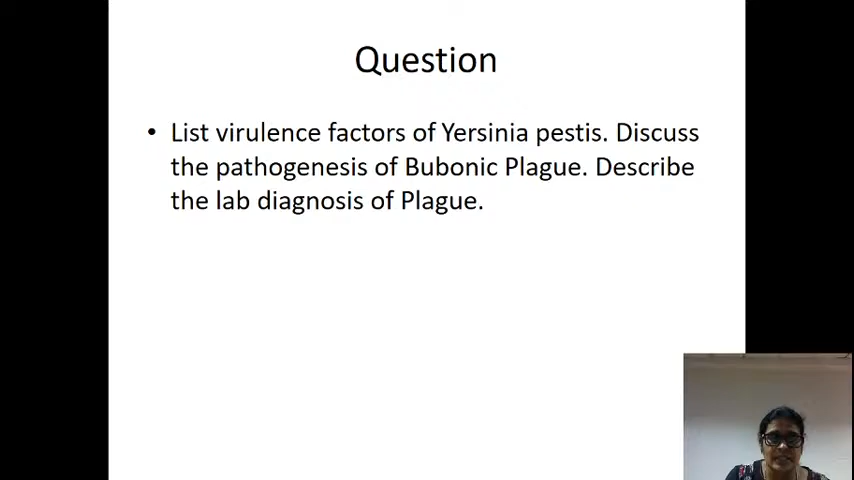 Question
• List virulence factors of Yersinia pestis. Discuss
the pathogenesis of Bubonic Plague. Describe
the lab diagnosis of Plague.